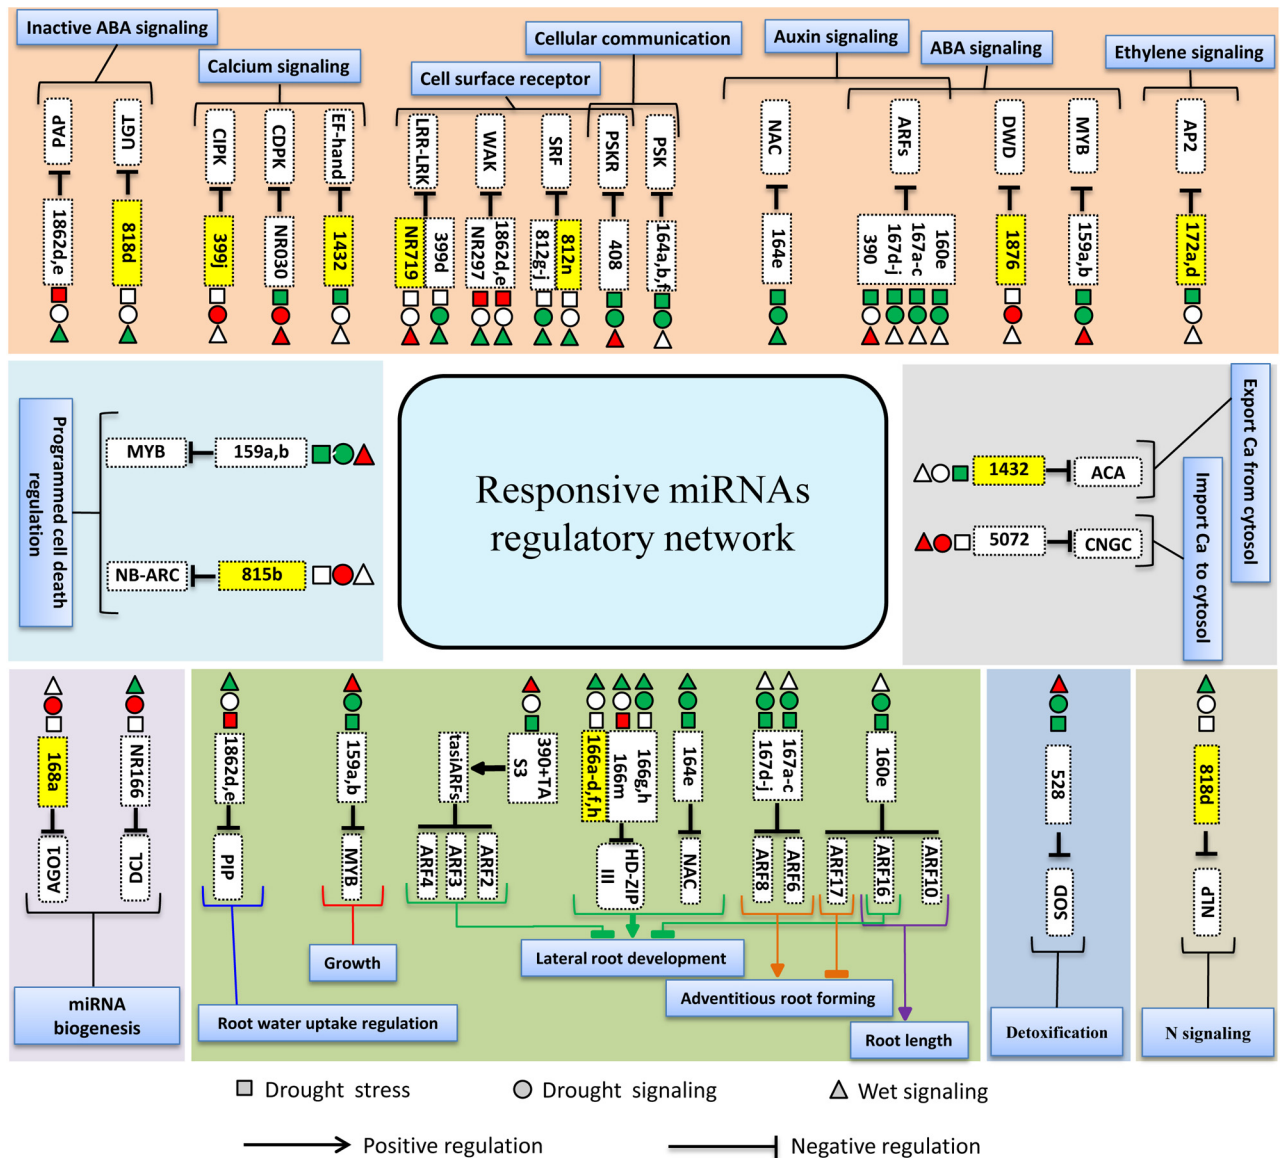 Inactive ABA signaling
Calcium signaling
Cell surface receptor
Cellular communication
Auxin signaling
ABA signaling
Ethylene signaling
PAP
UGT
CIPK
CDPK
EF-hand
LRR-LRK
WAK
SRF
PSKR
PSK
NAC
ARFs
DWD
MYB
AP2
1862d,e
818d
399j
NR030
1432
NR719
399d
NR297
1862d,e
812g-j
812n
408
164a,b,f
164e
390
167d-j
167a-c
160e
1876
159a,b
172a,d
Programmed cell death
regulation
MYB
159a,b
NB-ARC
815b
Responsive miRNAs
regulatory network
1432
ACA
5072
CNGC
Export Ca from cytosol
Import Ca to cytosol
168a
NR166
AGO1
DCL
miRNA
biogenesis
1862d,e
159a,b
tasiARFs
390+TA
S3
166a-d,f,h
166m
166g,h
164e
167d-j
167a-c
160e
PIP
MYB
ARF4
ARF3
ARF2
HD-ZIP
III
NAC
ARF8
ARF6
ARF17
ARF16
ARF10
Growth
Lateral root development
Root water uptake regulation
Adventitious root forming
Root length
528
SOD
Detoxification
818d
NLP
N signaling
Drought stress
Drought signaling
Wet signaling
Positive regulation
Negative regulation